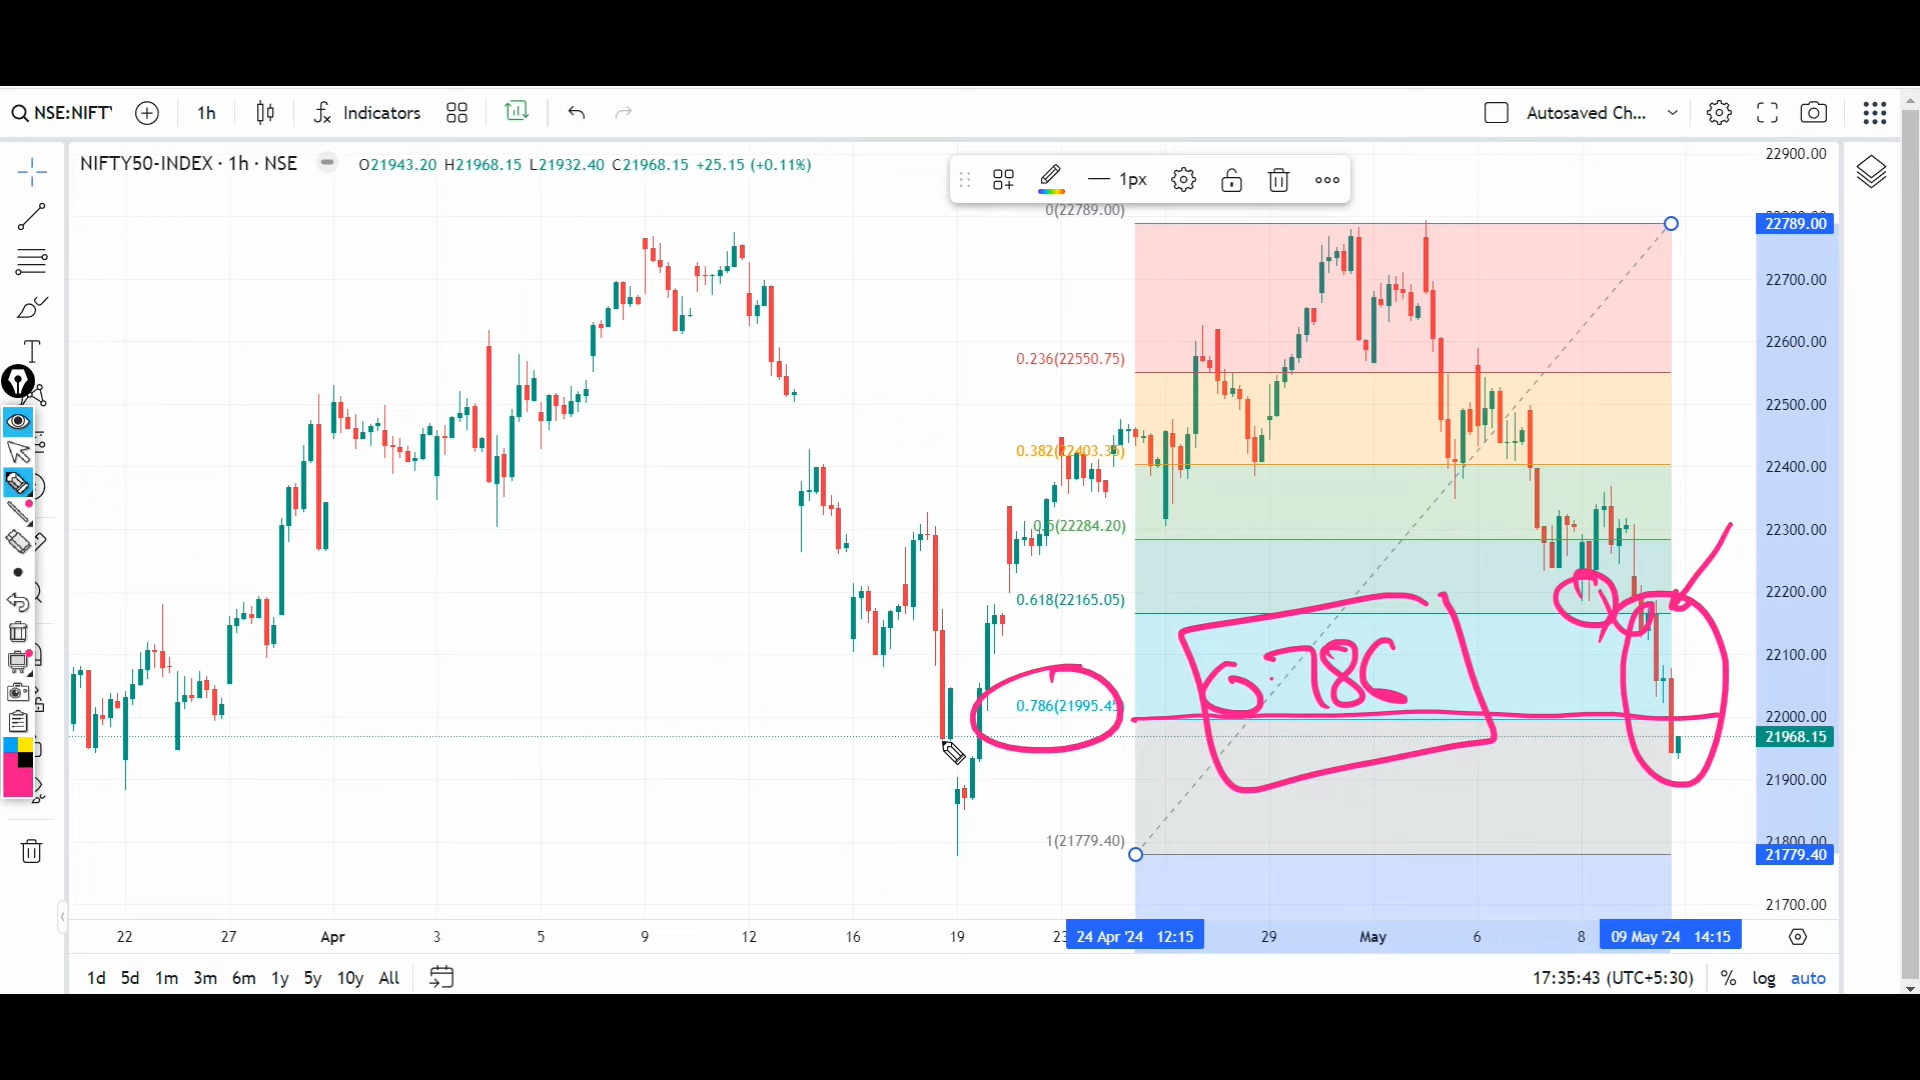 NSE:NIFT
1h
Indicators
Autosaved Ch...
NIFTY50-INDEX · 1h · NSE
O21943.20 H21968.15 L21932.40 C21968.15 +25.15 (+0.11%)
1px
22900.00
0(22789.00)
22789.00
22700.00
0.236(22550.75)
22600.00
22500.00
0.382(22403.35)
22400.00
0.5(22284.20)
22300.00
0.618(22165.05)
22200.00
22100.00
0.786
0.786(21995.45
22000.00
21968.15
21900.00
1(21779.40)
21800.00
21779.40
21700.00
22 27 Apr 3 5 9 12 16 19 23 24 Apr '24 12:15 29 May 6 8 09 May '24 14:15
1d 5d 1m 3m 6m 1y 5y 10y All
17:35:43 (UTC+5:30) % log auto